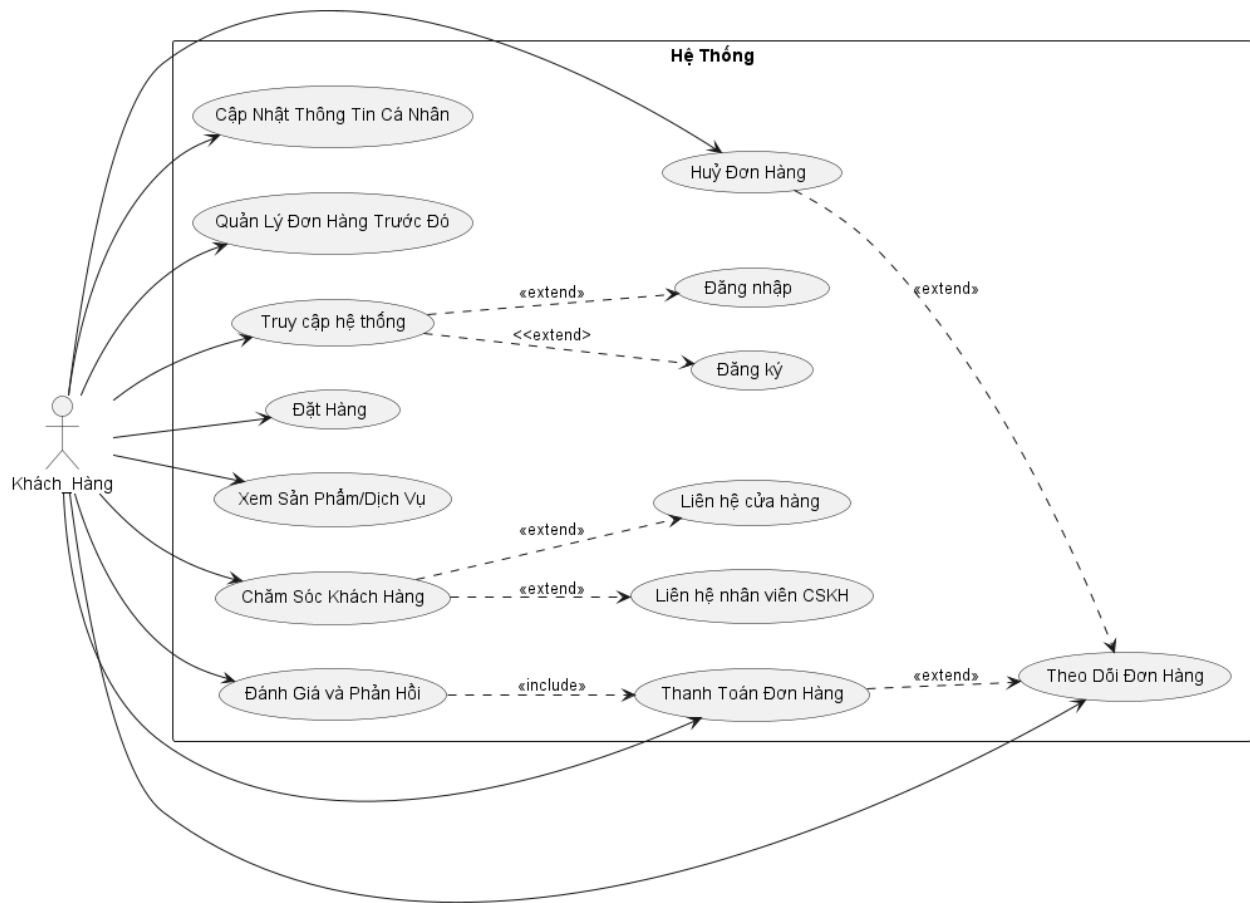 Hệ Thống
Cập Nhật Thông Tin Cá Nhân
Huỷ Đơn Hàng
Quản Lý Đơn Hàng Trước Đó
«extend»
Đăng nhập
«extend»
Truy cập hệ thống
<<extend>
Đăng ký
Đặt Hàng
Khách_Hàng
Xem Sản Phẩm/Dịch Vụ
Liên hệ cửa hàng
«extend»
Chăm Sóc Khách Hàng
«extend»
Liên hệ nhân viên CSKH
Đánh Giá và Phản Hồi
«include»
Thanh Toán Đơn Hàng
«extend»
Theo Dõi Đơn Hàng